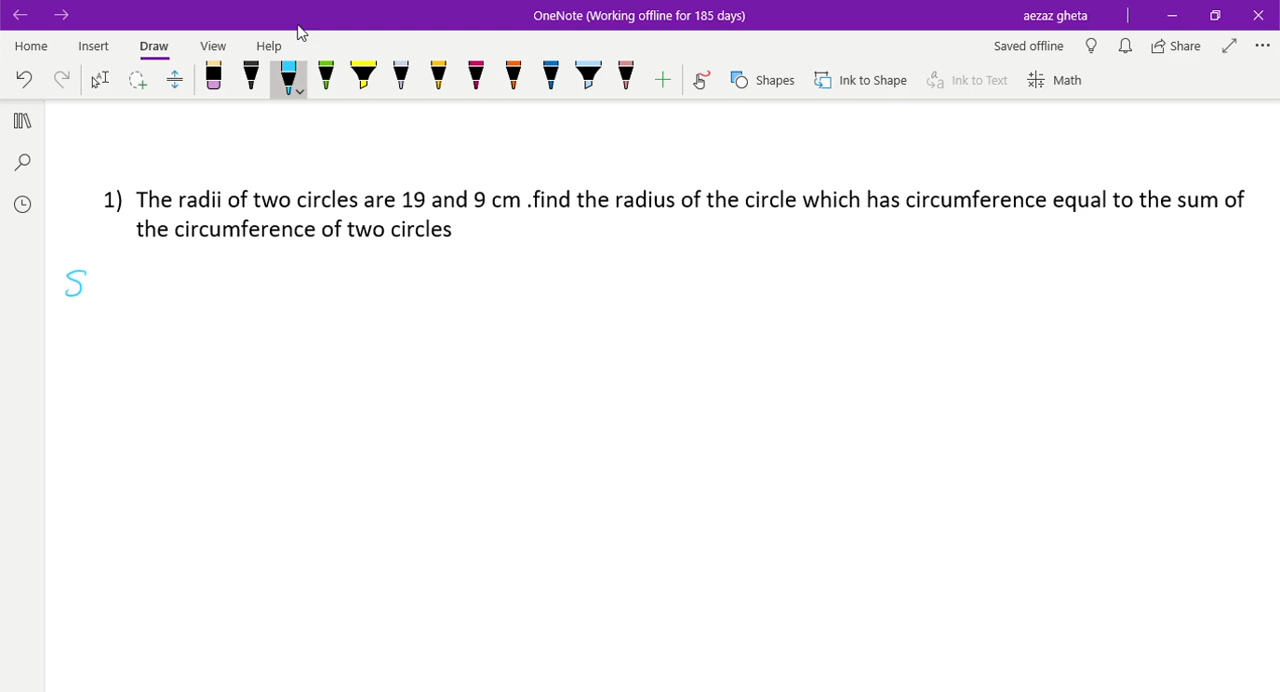 OneNote (Working offline for 185 days)
aezaz gheta
Home Insert Draw View Help
Saved offline
Share
Shapes
Ink to Shape
Ink to Text
Math
1) The radii of two circles are 19 and 9 cm .find the radius of the circle which has circumference equal to the sum of
the circumference of two circles
S